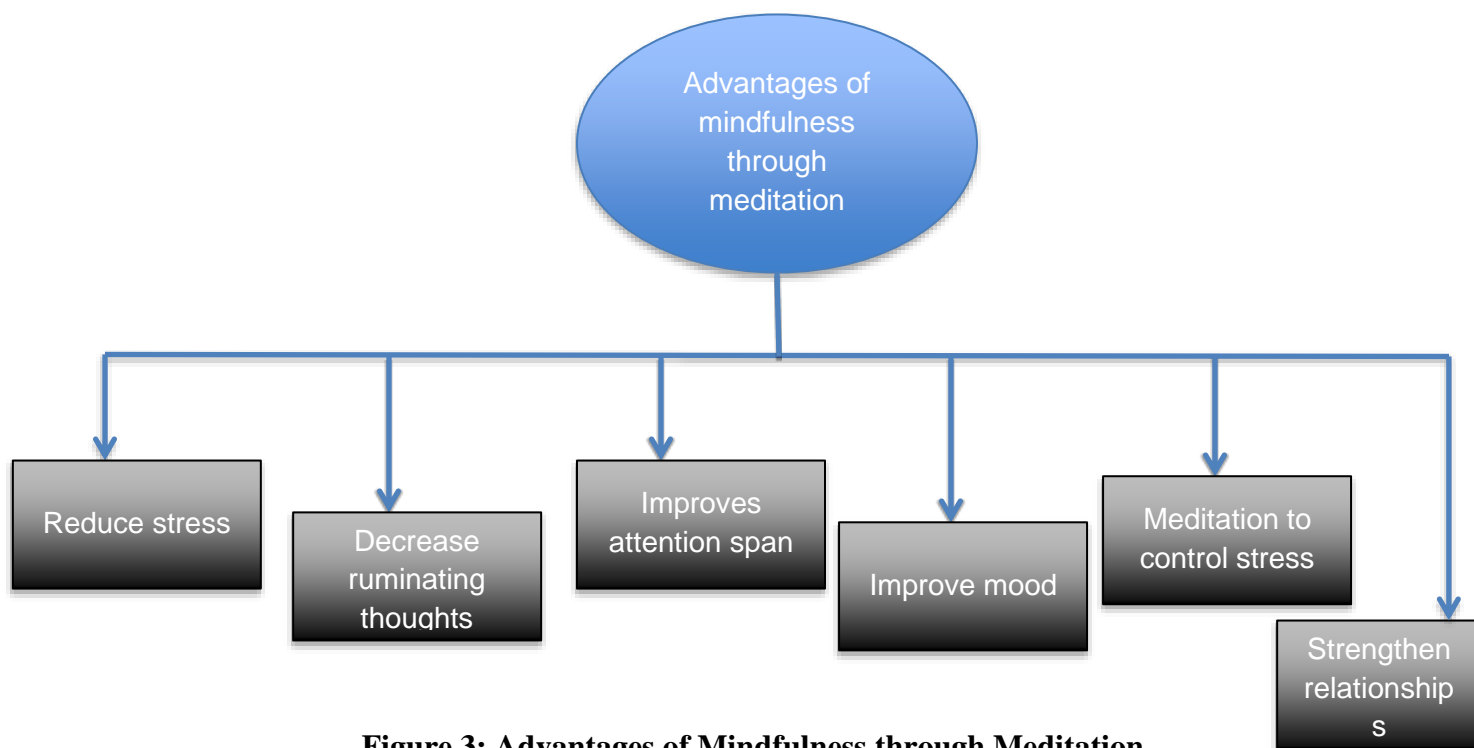 Advantages of
mindfulness
through
meditation
Reduce stress
Decrease
ruminating
thoughts
Improves
attention span
Improve mood
Meditation to
control stress
Strengthen
relationship
s
Figure 3: Advantages of Mindfulness through Meditation